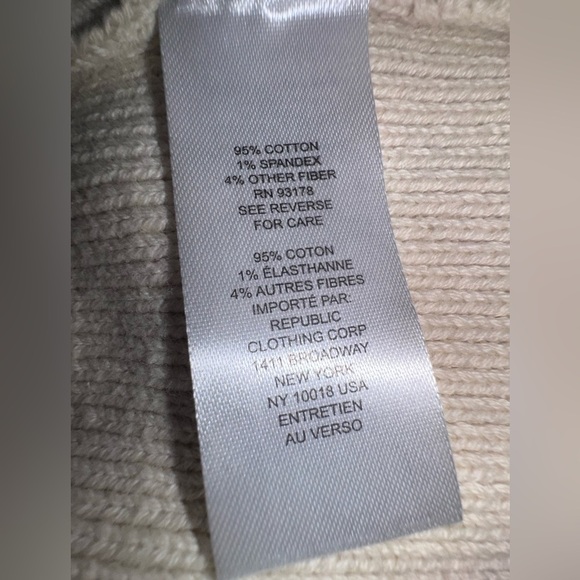 95% COTTON
1% SPANDEX
4% OTHER FIBER
RN 93178
SEE REVERSE
FOR CARE
95% COTON
1% ÉLASTHANNE
4% AUTRES FIBRES
IMPORTÉ PAR:
REPUBLIC
CLOTHING CORP
1411 BROADWAY
NEW YORK
NY 10018 USA
ENTRETIEN
AU VERSO